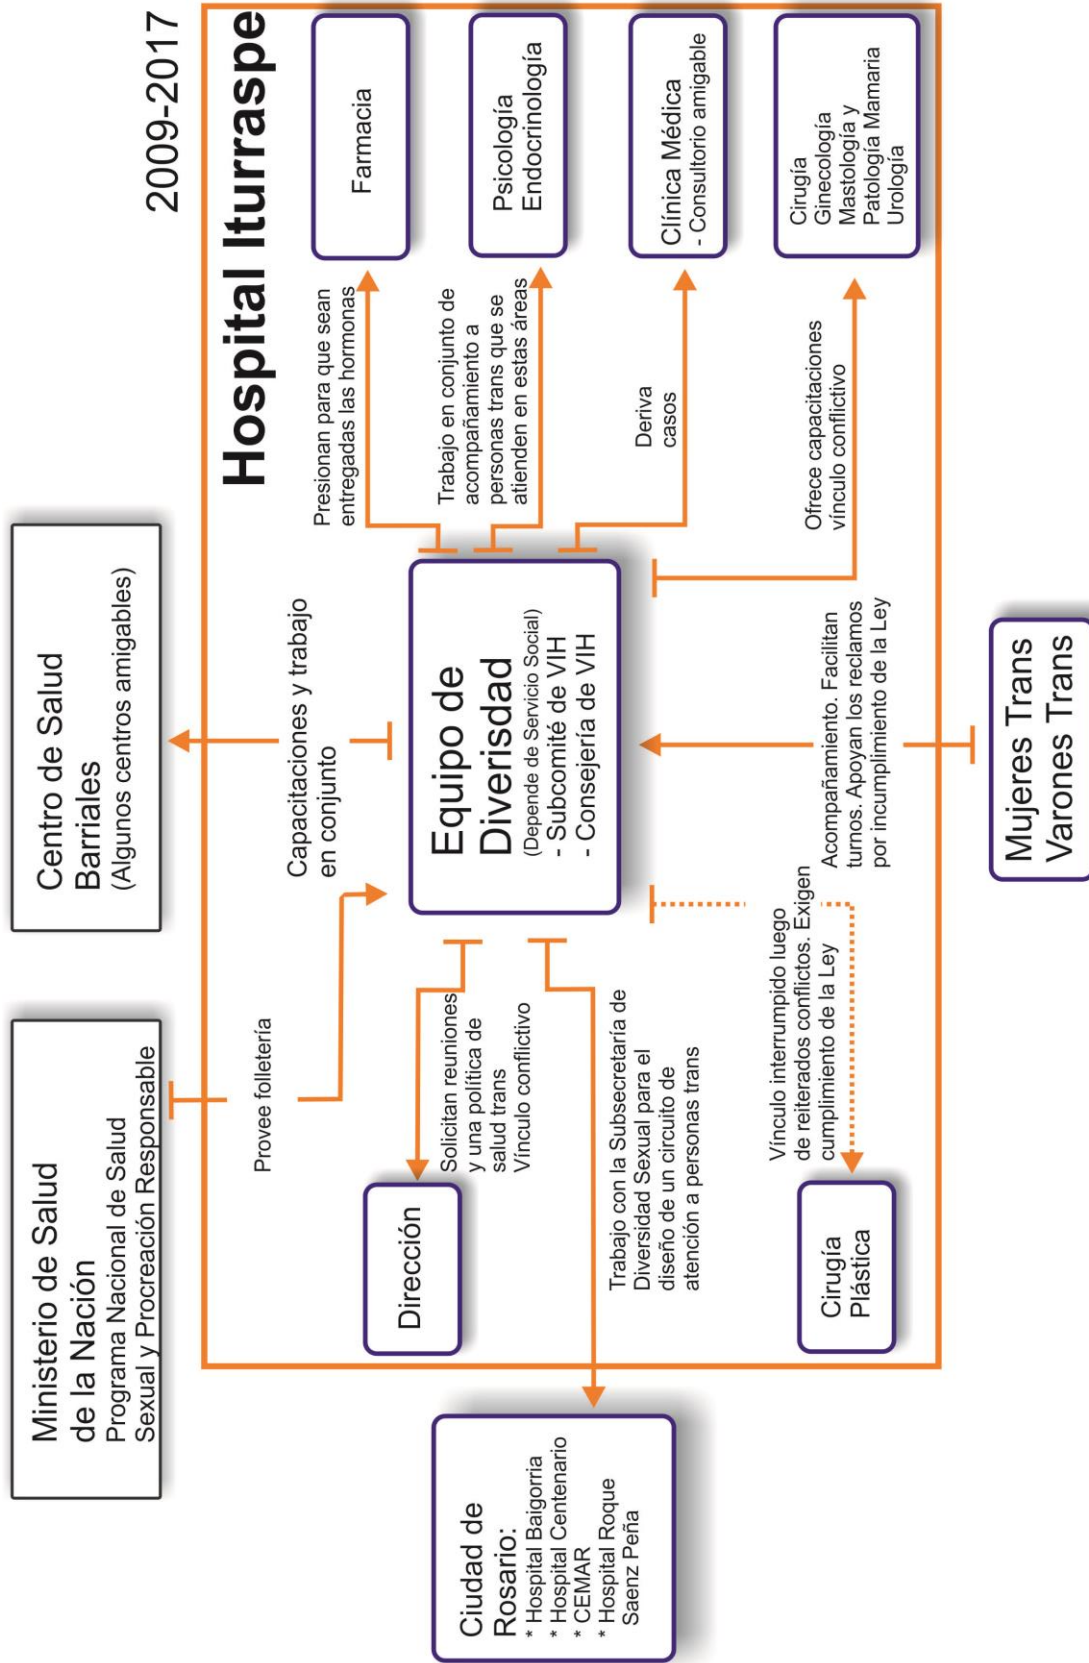 2009-2017
Hospital Iturraspe
Ministerio de Salud
de la Nación
Programa Nacional de Salud
Sexual y Procreación Responsable
Centro de Salud
Barriales
(Algunos centros amigables)
Provee folletería
Capacitaciones y trabajo
en conjunto
Presionan para que sean
entregadas las hormonas
Farmacia
Dirección
Solicitan reuniones
y una política de
salud trans
Vínculo conflictivo
Equipo de
Diverisdad
(Depende de Servicio Social)
- Subcomité de VIH
- Consejería de VIH
Trabajo en conjunto de
acompañamiento a
personas trans que se
atienden en estas áreas
Psicología
Endocrinología
Ciudad de
Rosario:
* Hospital Baigorria
* Hospital Centenario
* CEMAR
* Hospital Roque
Saenz Peña
Trabajo con la Subsecretaría de
Diversidad Sexual para el
diseño de un circuito de
atención a personas trans
Deriva
casos
Clínica Médica
- Consultorio amigable
Cirugía
Plástica
Vínculo interrumpido luego
de reiterados conflictos. Exigen
cumplimiento de la Ley
Acompañamiento. Facilitan
turnos. Apoyan los reclamos
por incumplimiento de la Ley
Ofrece capacitaciones
vínculo conflictivo
Cirugía
Ginecología
Mastología y
Patología Mamaria
Urología
Mujeres Trans
Varones Trans